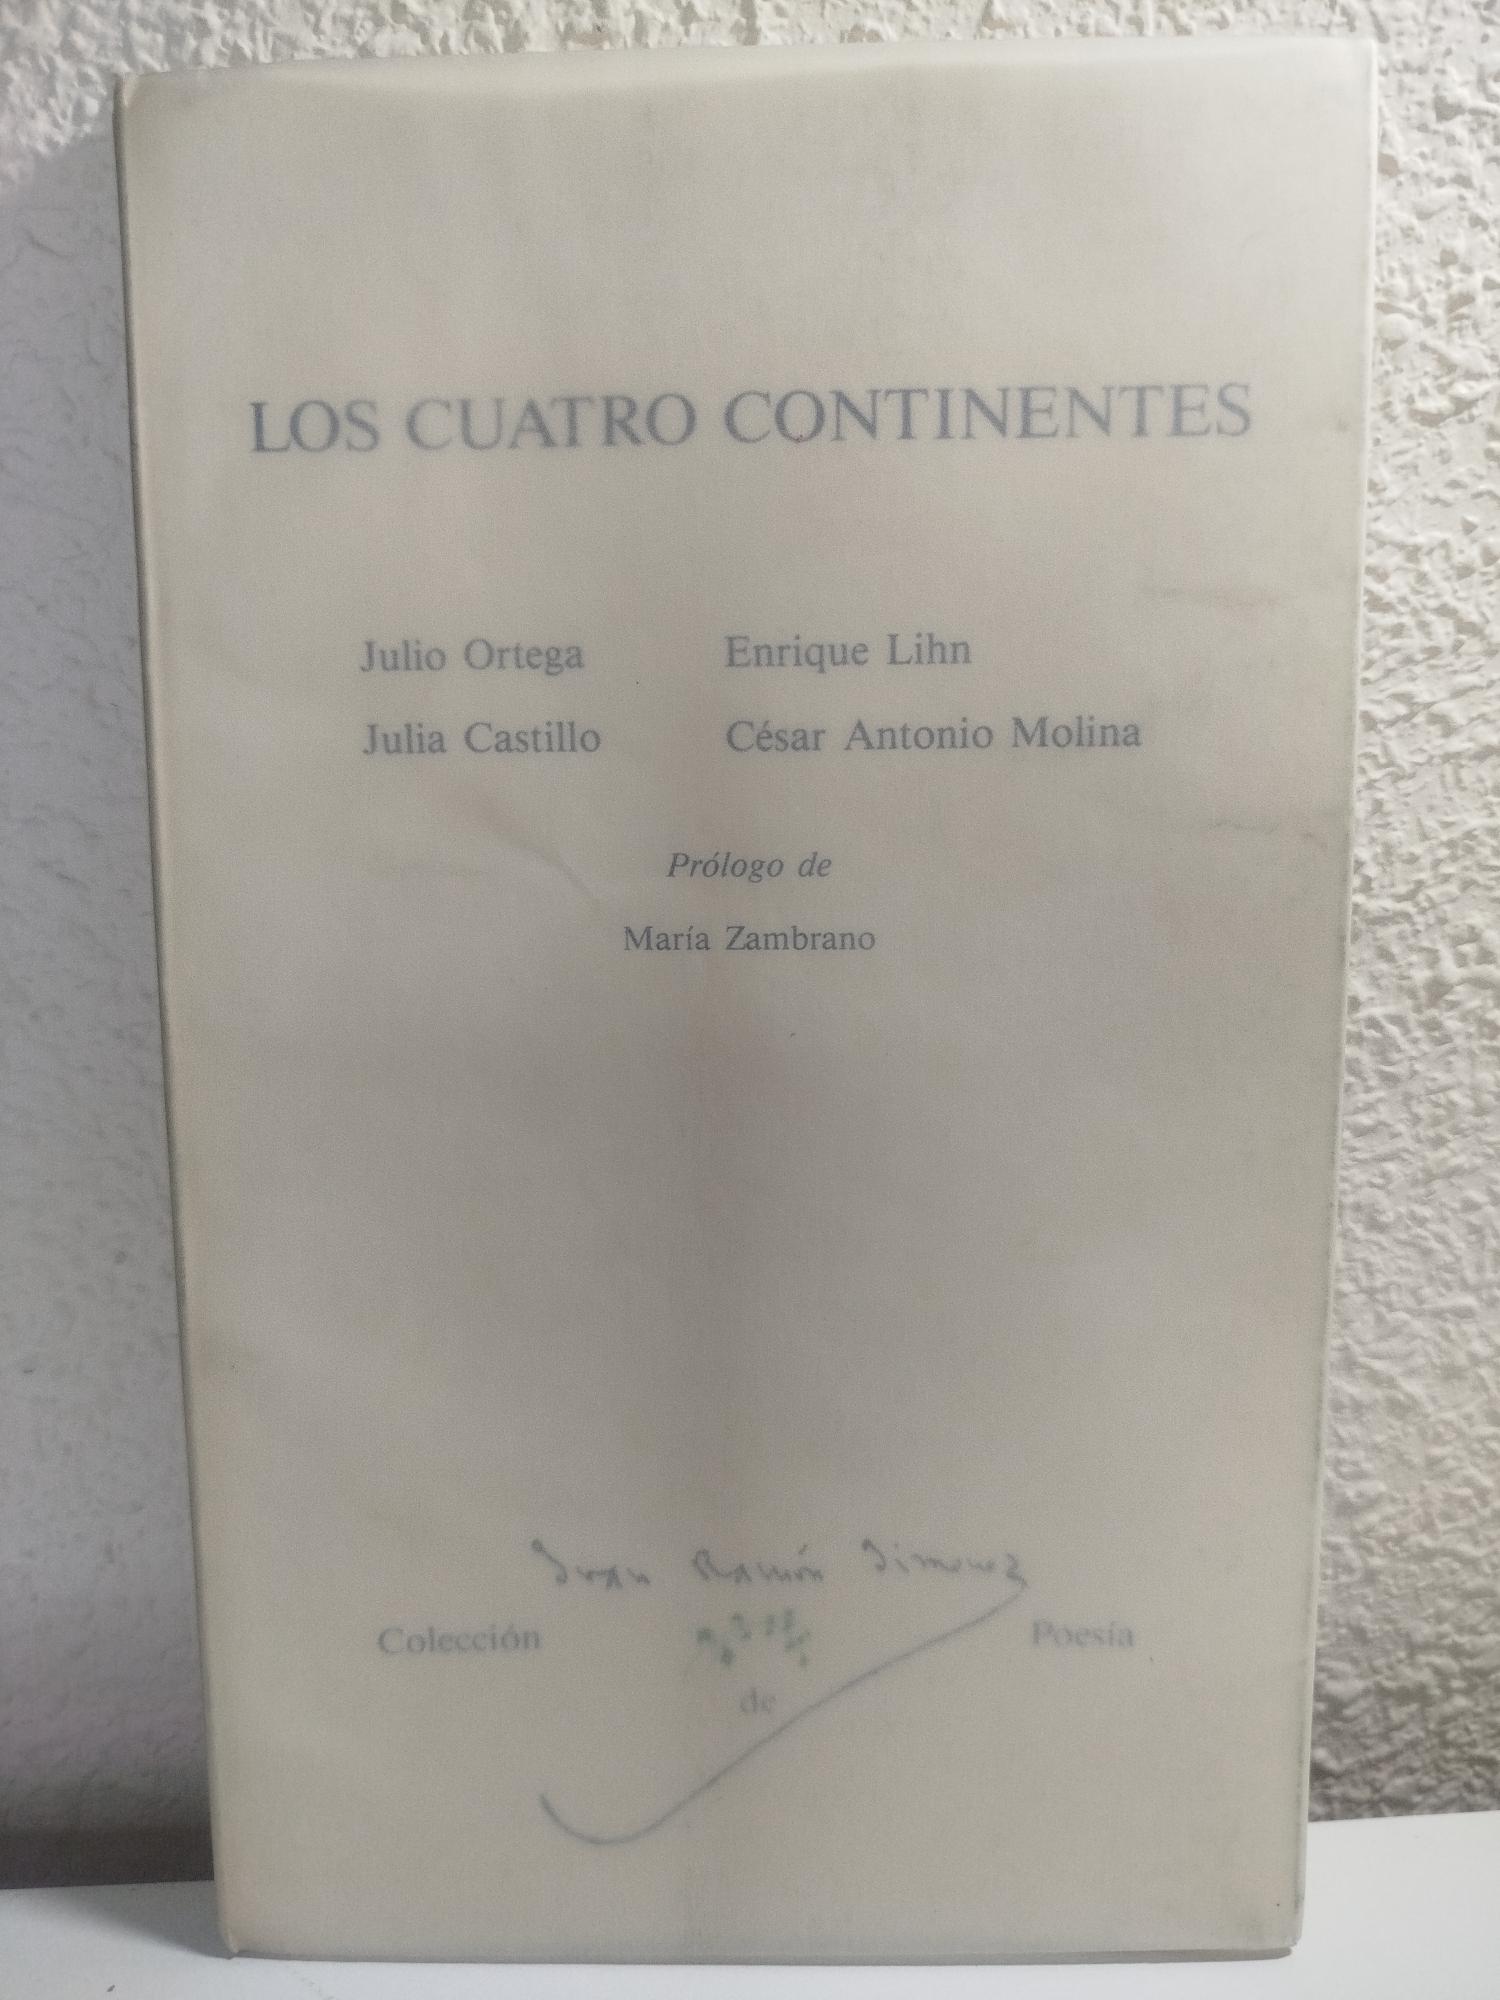 LOS CUATRO CONTINENTES
Julio Ortega Enrique Lihn
Julia Castillo César Antonio Molina
Prólogo de
María Zambrano
Juan Ramón Jiménez
Colección Poesía
de